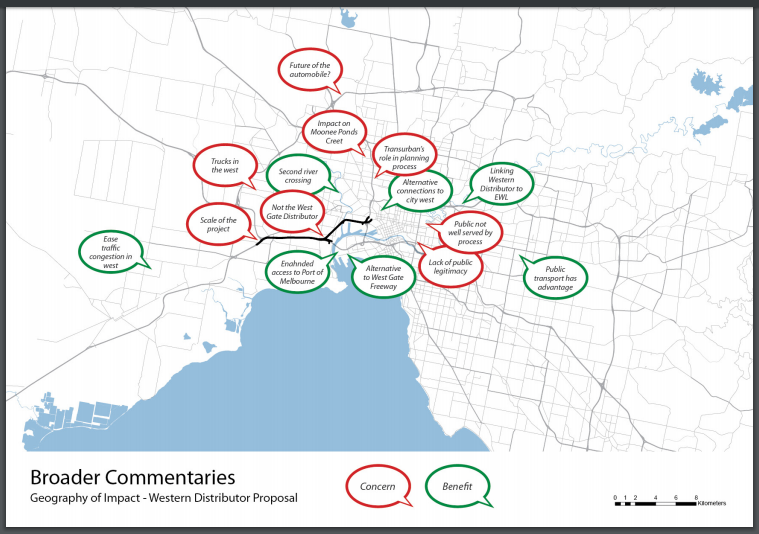 Future of the
automobile?
Impact on
Moonee Ponds
Creet
Transurban's
role in planning
process
Trucks in
the west
Second river
crossing
Alternative
connections to
city west
Linking
Western
Distributor to
EWL
Scale of the
project
Not the West
Gate Distributor
Public not
well served by
process
Ease
traffic
congestion in
west
Enahnded
access to Port of
Melbourne
Alternative
to West Gate
Freeway
Lack of public
legitimacy
Public
transport has
advantage
Broader Commentaries
Geography of Impact - Western Distributor Proposal
Concern
Benefit
0 1 2 4 6 8
Kilometers